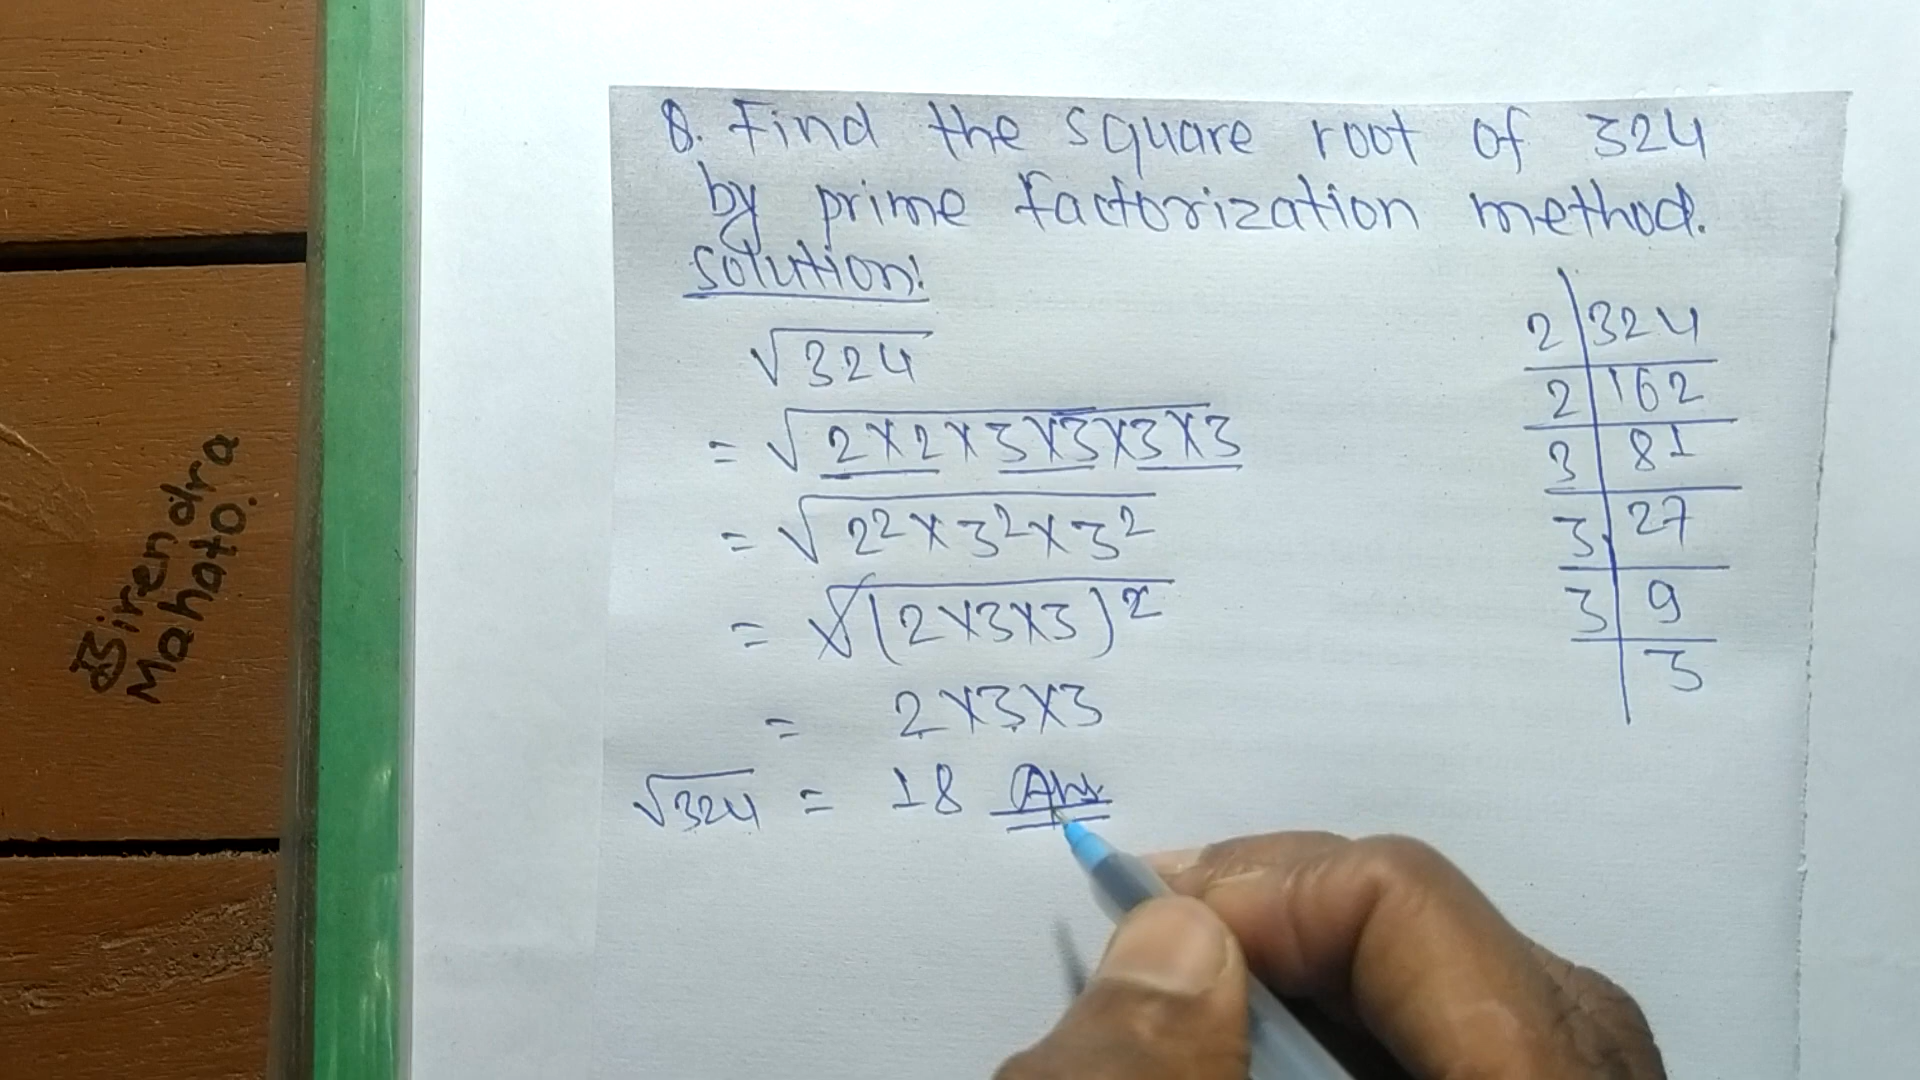 Q. Find the square root of 324
by prime factorization method.
Solution:
√324
= √2×2×3×3×3×3
= √2²×3²×3²
= √(2×3×3)²
= 2×3×3
√324 = 18 Ans
2 324
2 162
3 81
3 27
3 9
3
Birendra
Mahato.